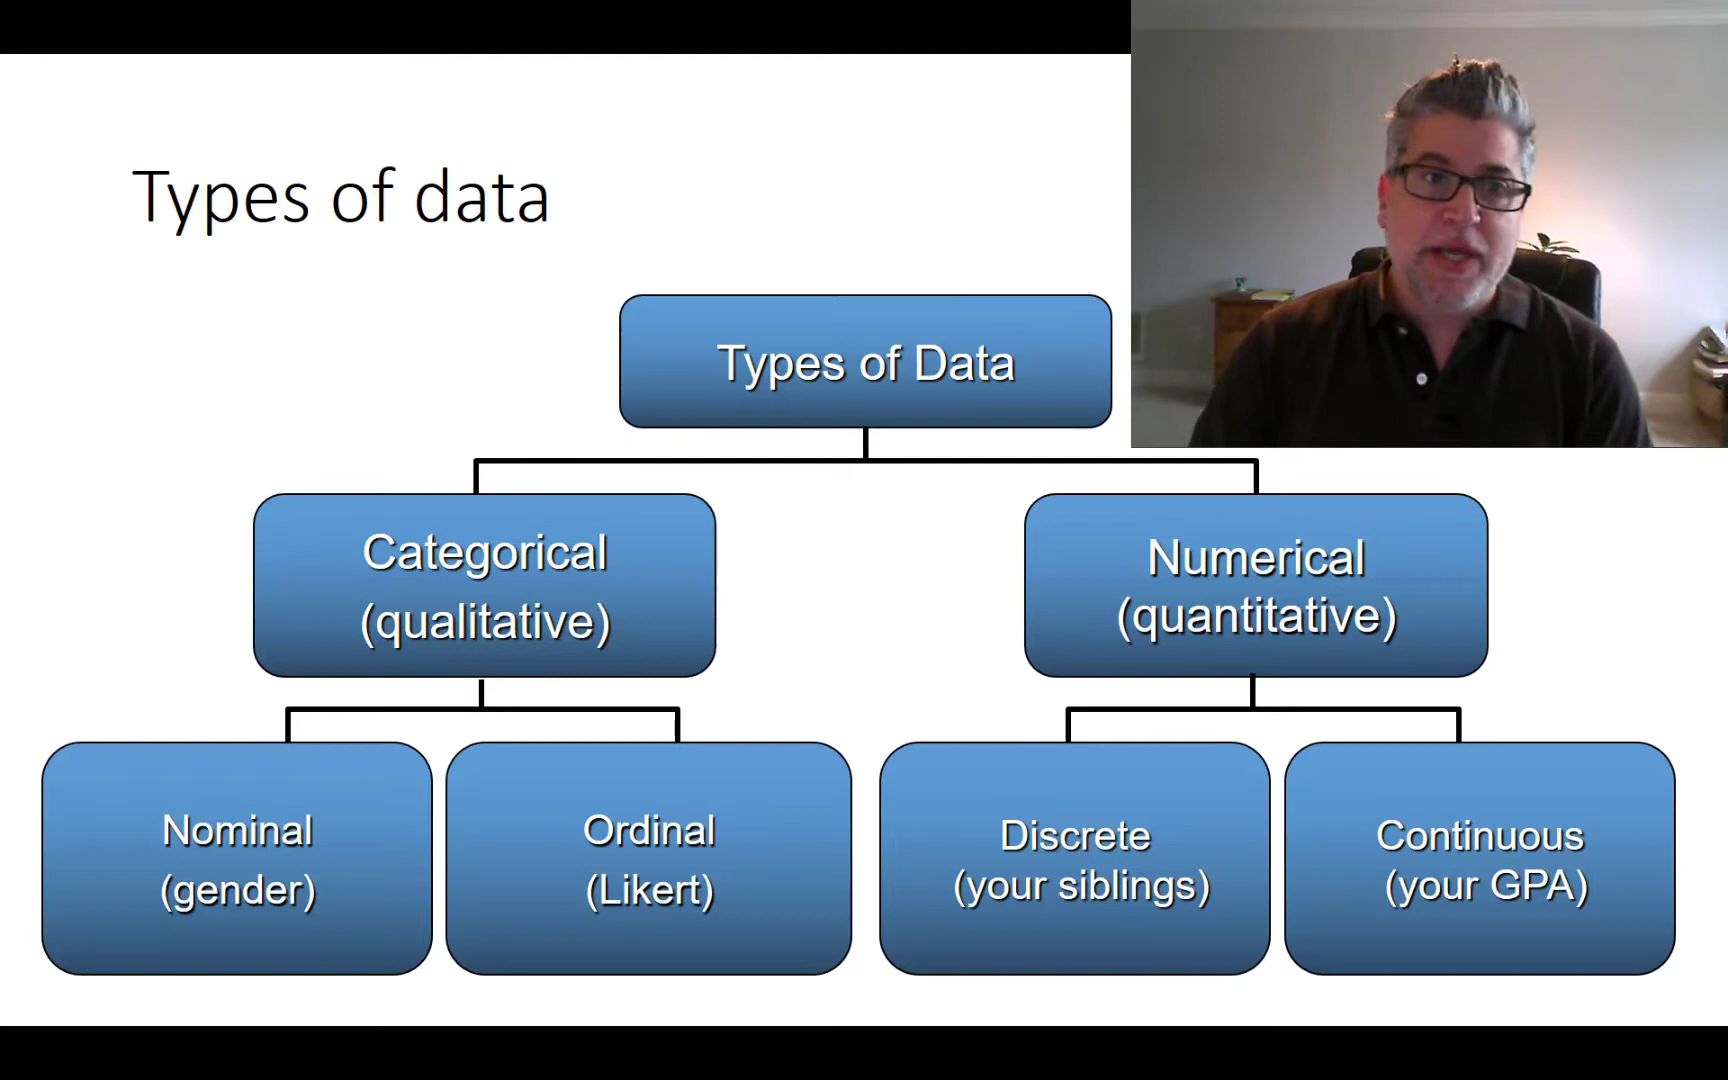 Types of data
Types of Data
Categorical
(qualitative)
Numerical
(quantitative)
Nominal
(gender)
Ordinal
(Likert)
Discrete
(your siblings)
Continuous
(your GPA)